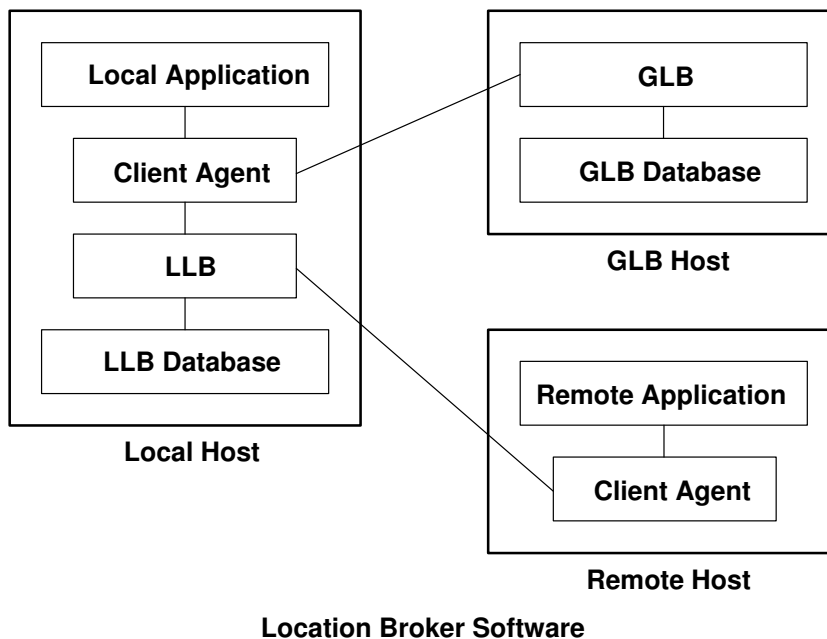 Local Application
Client Agent
LLB
LLB Database
Local Host
GLB
GLB Database
GLB Host
Remote Application
Client Agent
Remote Host
Location Broker Software